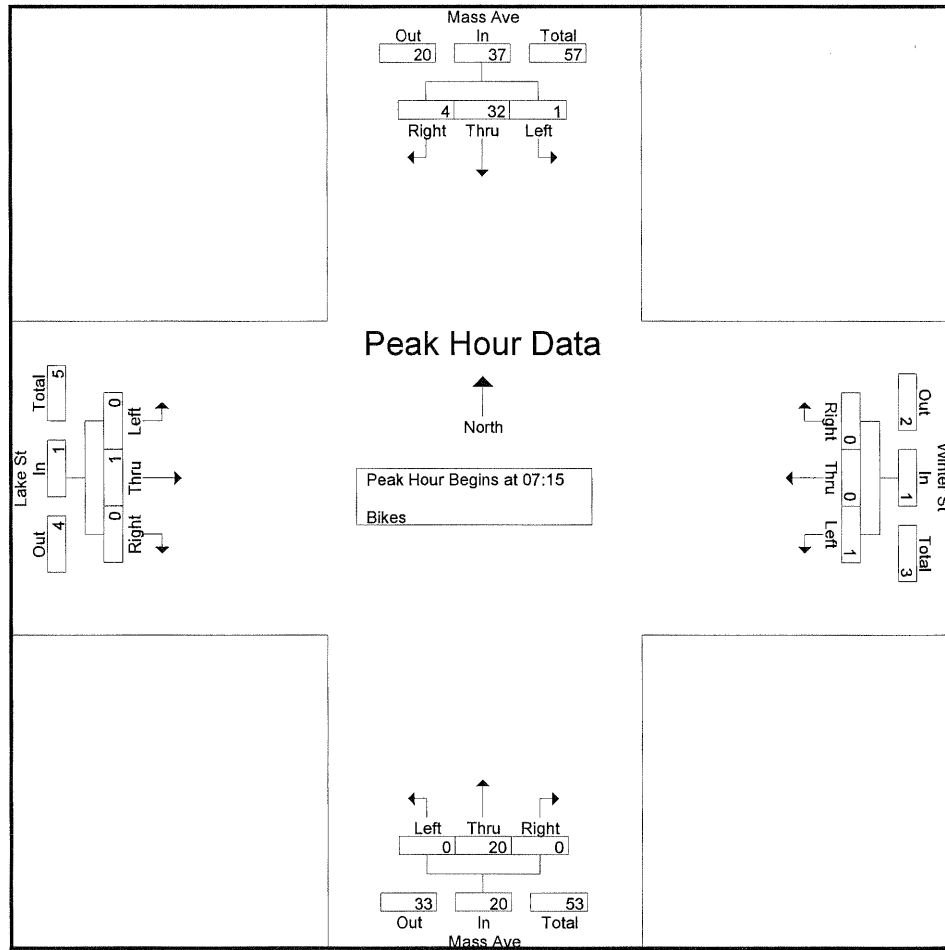 Mass Ave
Out In Total
20 37 57
4 32 1
Right Thru Left
Peak Hour Data
North
Peak Hour Begins at 07:15
Bikes
Lake St
Out In Total
4 1 5
0 1 0
Left Thru Right
Winter St
Out In Total
2 1 3
0 0 1
Right Thru Left
Left Thru Right
0 20 0
33 20 53
Out In Total
Mass Ave